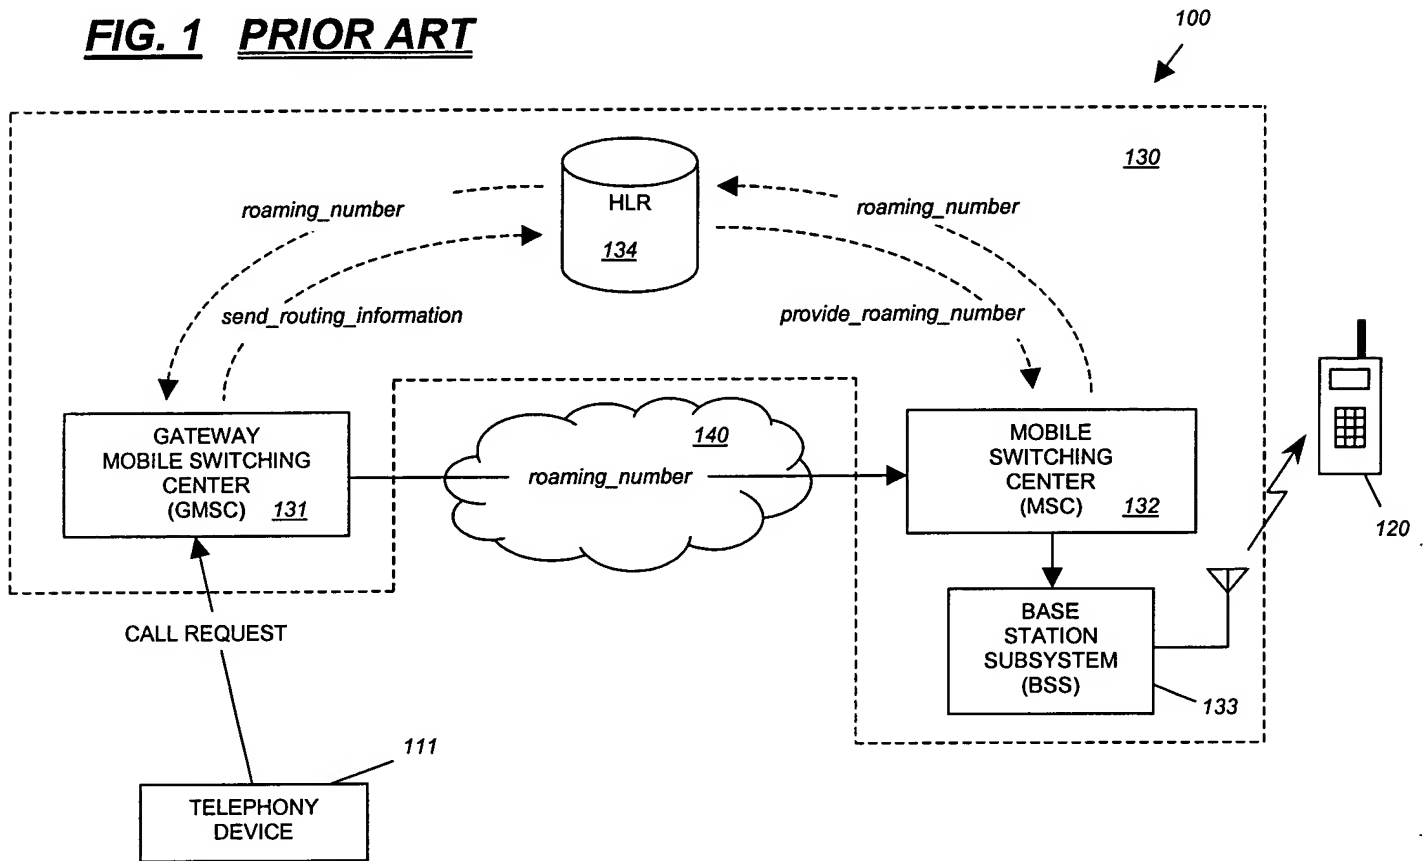 FIG. 1 PRIOR ART
100
130
HLR
134
roaming_number
roaming_number
send_routing_information
provide_roaming_number
GATEWAY
MOBILE SWITCHING
CENTER
(GMSC) 131
140
roaming_number
MOBILE
SWITCHING
CENTER
(MSC) 132
120
CALL REQUEST
BASE
STATION
SUBSYSTEM
(BSS)
133
111
TELEPHONY
DEVICE